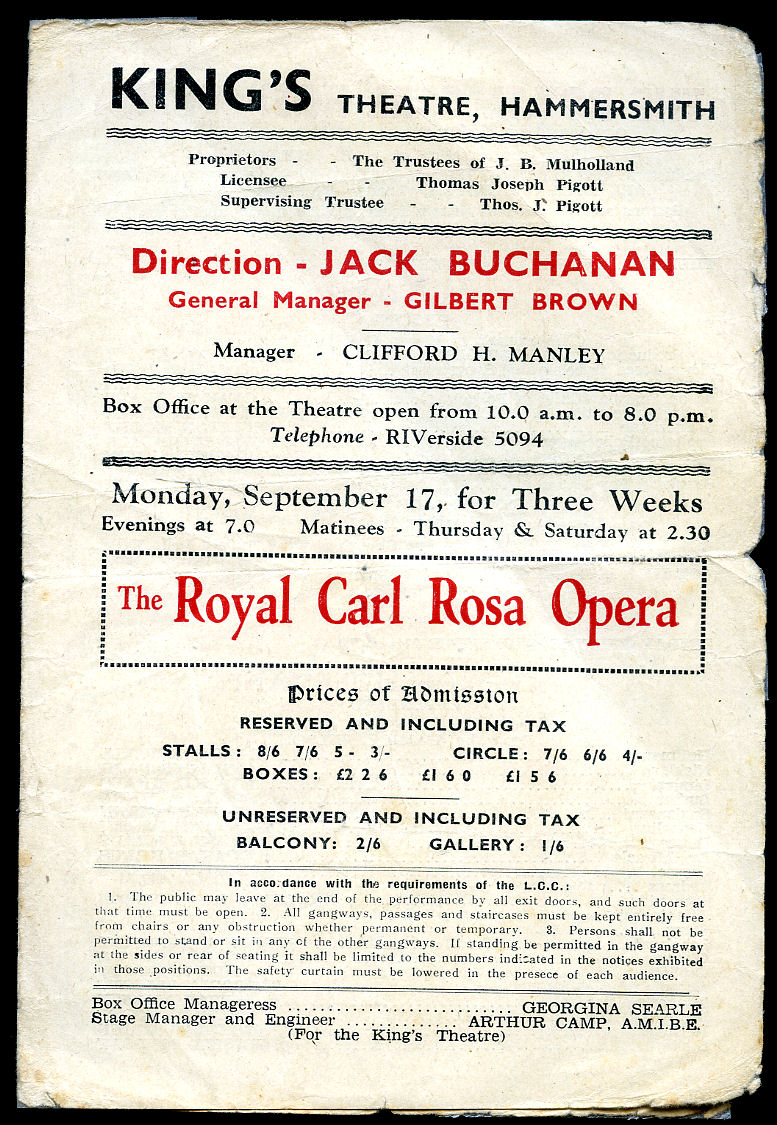 KING'S THEATRE, HAMMERSMITH
Proprietors - - The Trustees of J. B. Mulholland
Licensee - - Thomas Joseph Pigott
Supervising Trustee - - Thos. J. Pigott
Direction - JACK BUCHANAN
General Manager - GILBERT BROWN
Manager - CLIFFORD H. MANLEY
Box Office at the Theatre open from 10.0 a.m. to 8.0 p.m.
Telephone - RIVerside 5094
Monday, September 17, for Three Weeks
Evenings at 7.0 Matinees - Thursday & Saturday at 2.30
The Royal Carl Rosa Opera
Prices of Admission
RESERVED AND INCLUDING TAX
STALLS: 8/6 7/6 5 - 3/- CIRCLE: 7/6 6/6 4/-
BOXES: £2 2 6 £1 6 0 £1 5 6
UNRESERVED AND INCLUDING TAX
BALCONY: 2/6 GALLERY: 1/6
In accordance with the requirements of the L.C.C.:
1. The public may leave at the end of the performance by all exit doors, and such doors at
that time must be open. 2. All gangways, passages and staircases must be kept entirely free
from chairs or any obstruction whether permanent or temporary. 3. Persons shall not be
permitted to stand or sit in any of the other gangways. If standing be permitted in the gangway
at the sides or rear of seating it shall be limited to the numbers indicated in the notices exhibited
in those positions. The safety curtain must be lowered in the presece of each audience.
Box Office Manageress ........................... GEORGINA SEARLE
Stage Manager and Engineer ............. ARTHUR CAMP, A.M.I.B.E.
(For the King's Theatre)